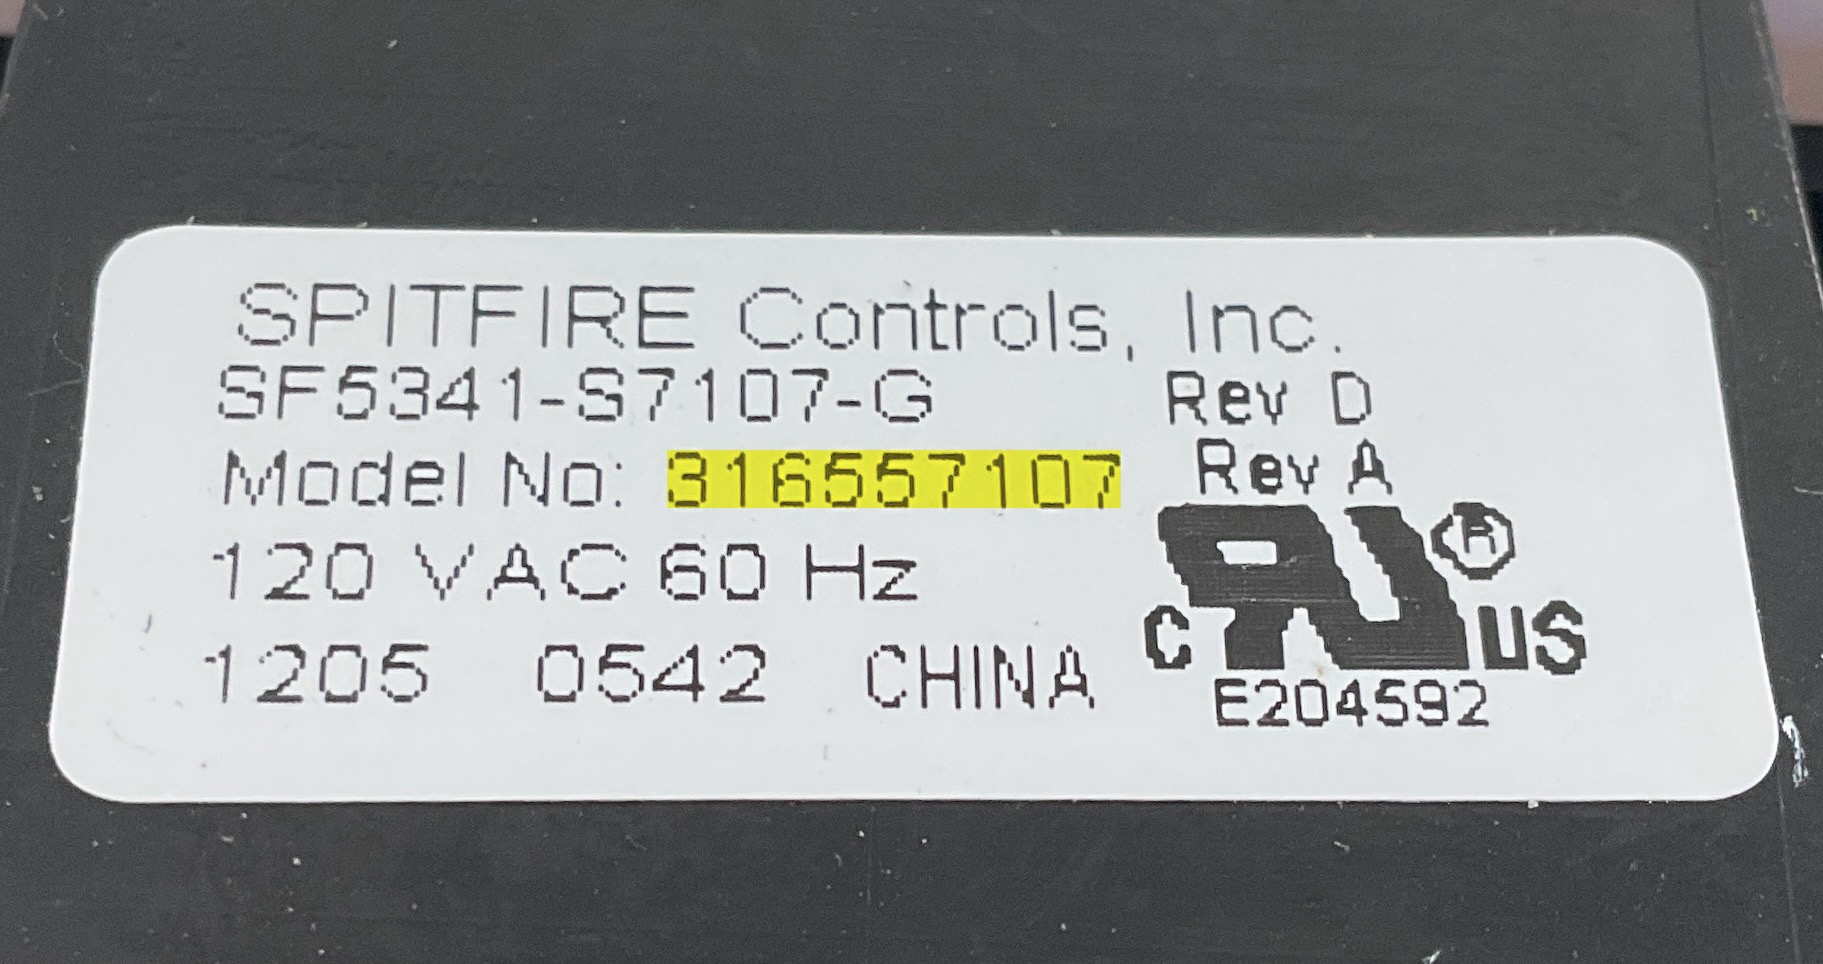 SPITFIRE Controls, Inc.
SF5341-S7107-G Rev D
Model No: 316557107 Rev A
120 VAC 60 Hz
1205 0542 CHINA
RU ®
C US
E204592